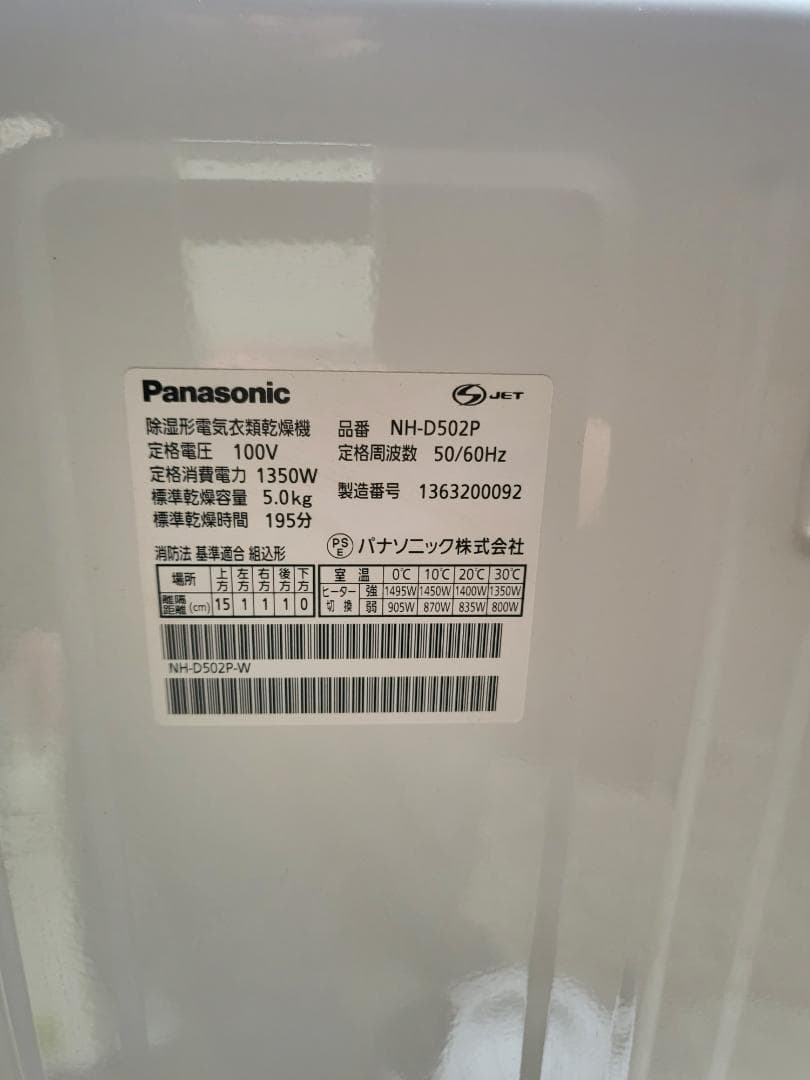 Panasonic
S JET
除湿形電気衣類乾燥機 品番 NH-D502P
定格電圧 100V 定格周波数 50/60Hz
定格消費電力 1350W
標準乾燥容量 5.0kg 製造番号 1363200092
標準乾燥時間 195分
消防法 基準適合 組込形 PSE パナソニック株式会社
場所 上方 左方 右方 後方 下方
離隔距離(cm) 15 1 1 1 0
室温 0℃ 10℃ 20℃ 30℃
ヒーター切換 強 1495W 1450W 1400W 1350W
弱 905W 870W 835W 800W
NH-D502P-W